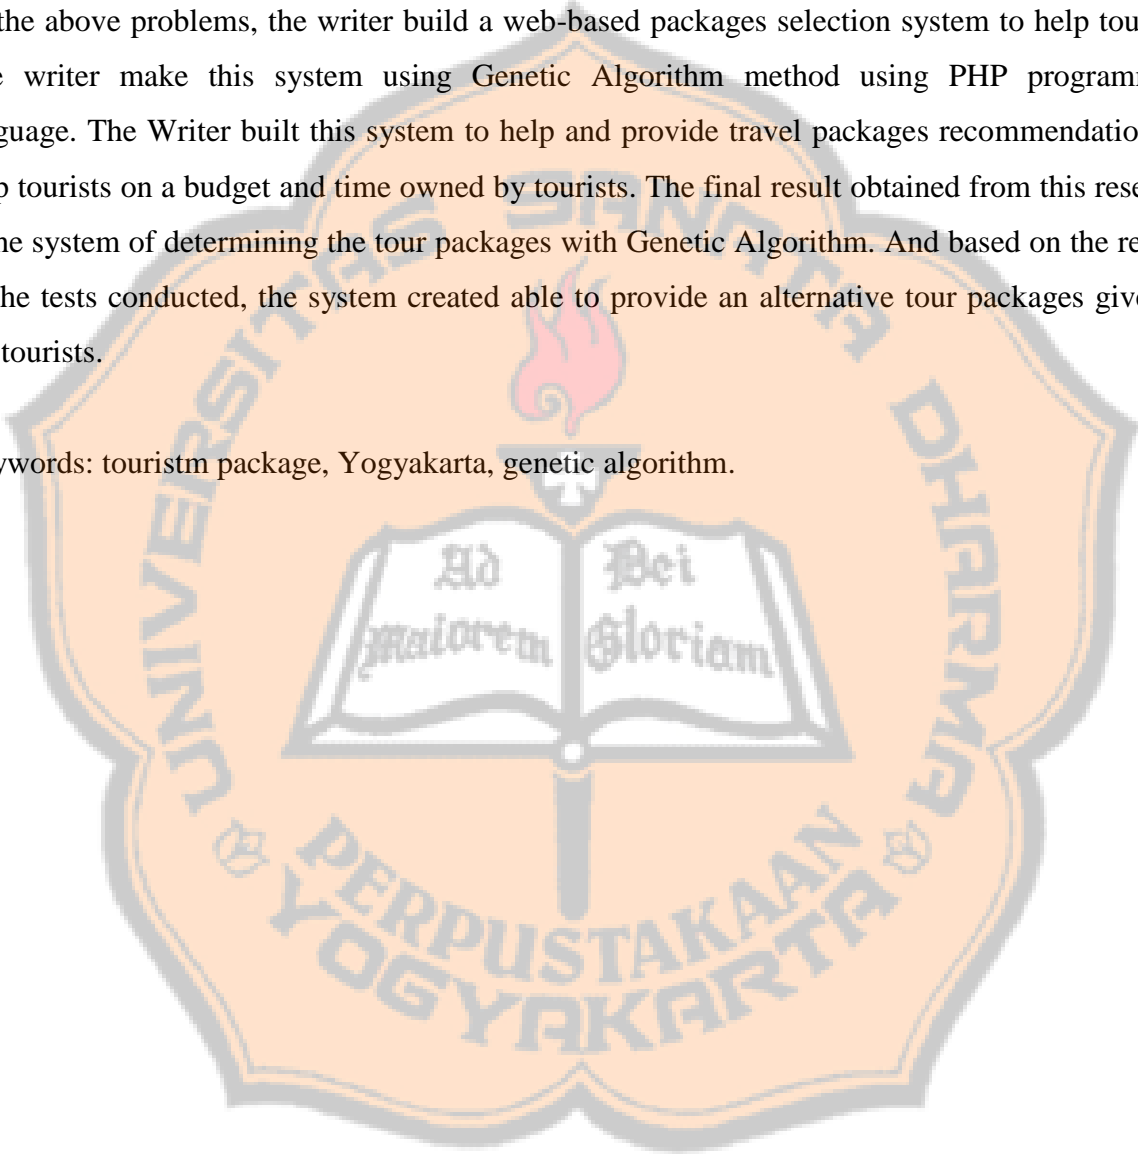 the above problems, the writer build a web-based packages selection system to help tou
writer make this system using Genetic Algorithm method using PHP programm
guage. The Writer built this system to help and provide travel packages recommendation
p tourists on a budget and time owned by tourists. The final result obtained from this rese
he system of determining the tour packages with Genetic Algorithm. And based on the re
he tests conducted, the system created able to provide an alternative tour packages give
tourists.
ywords: touristm package, Yogyakarta, genetic algorithm.
UNIVERSITAS SANATA DHARMA
Ad Dei
maiorem Gloriam
PERPUSTAKAAN
YOGYAKARTA